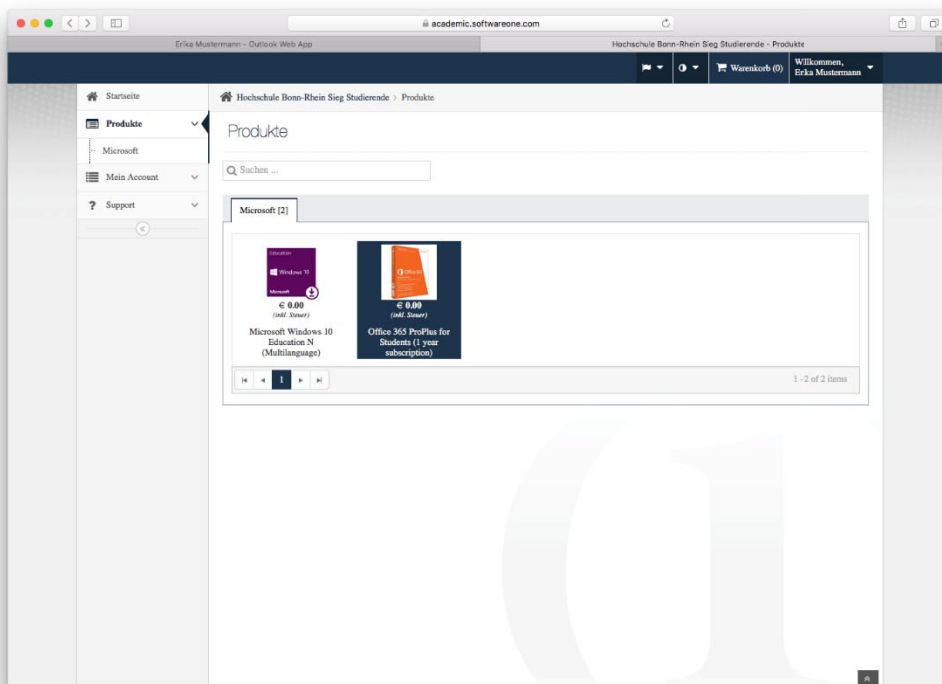 academic.softwareone.com
Erika Mustermann - Outlook Web App
Hochschule Bonn-Rhein Sieg Studierende - Produkte
Warenkorb (0)
Willkommen,
Erka Mustermann
Startseite
Hochschule Bonn-Rhein Sieg Studierende > Produkte
Produkte
Produkte
Microsoft
Suchen ...
Mein Account
Support
Microsoft [2]
Education
Windows 10
Microsoft
Office 365
€ 0.00
(inkl. Steuer)
Microsoft Windows 10
Education N
(Multilanguage)
€ 0.00
(inkl. Steuer)
Office 365 ProPlus for
Students (1 year
subscription)
1
1 - 2 of 2 items